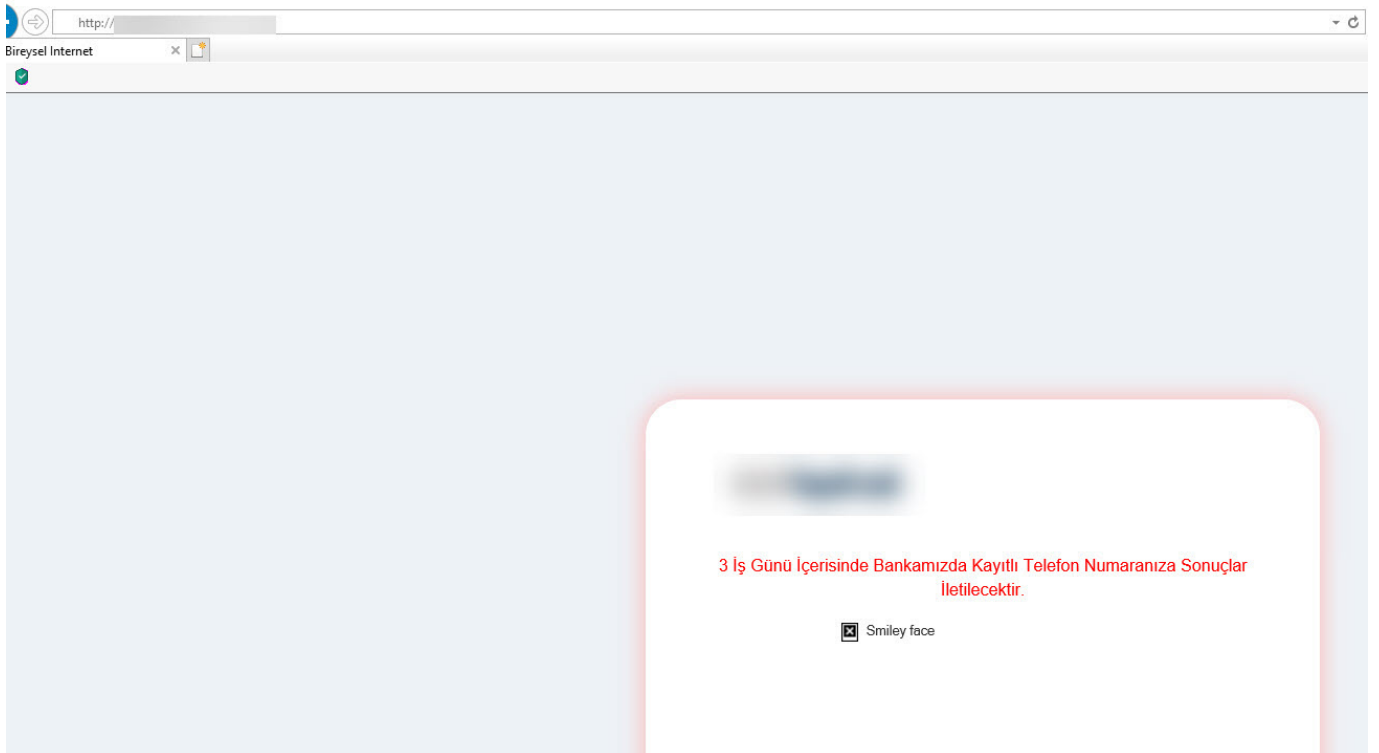 http://
Bireysel Internet
3 İş Günü İçerisinde Bankamızda Kayıtlı Telefon Numaranıza Sonuçlar
İletilecektir.
Smiley face